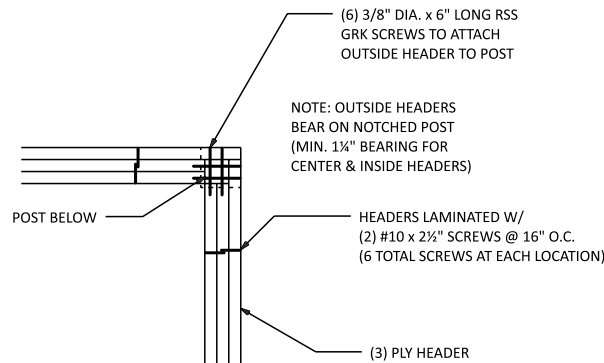 (6) 3/8" DIA. x 6" LONG RSS
GRK SCREWS TO ATTACH
OUTSIDE HEADER TO POST
NOTE: OUTSIDE HEADERS
BEAR ON NOTCHED POST
(MIN. 1¼" BEARING FOR
CENTER & INSIDE HEADERS)
POST BELOW
HEADERS LAMINATED W/
(2) #10 x 2½" SCREWS @ 16" O.C.
(6 TOTAL SCREWS AT EACH LOCATION)
(3) PLY HEADER